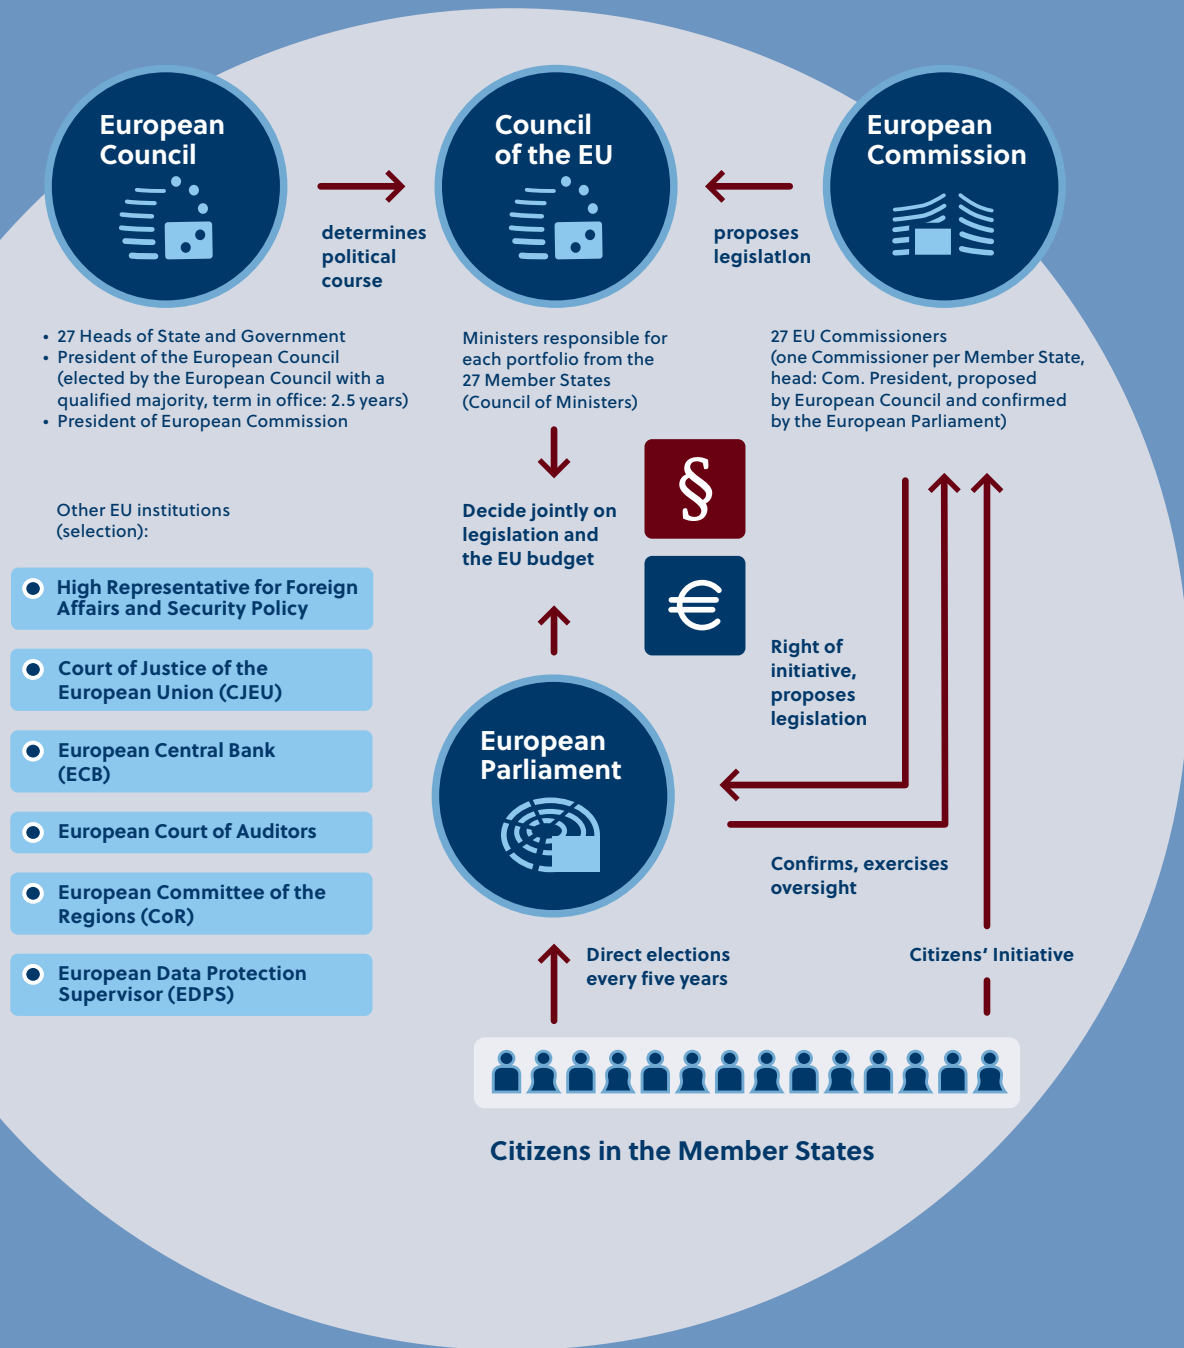 European
Council
Council
of the EU
European
Commission
determines
political
course
proposes
legislation
• 27 Heads of State and Government
• President of the European Council
(elected by the European Council with a
qualified majority, term in office: 2.5 years)
• President of European Commission
Ministers responsible for
each portfolio from the
27 Member States
(Council of Ministers)
27 EU Commissioners
(one Commissioner per Member State,
head: Com. President, proposed
by European Council and confirmed
by the European Parliament)
Decide jointly on
legislation and
the EU budget
§
€
Other EU institutions
(selection):
High Representative for Foreign
Affairs and Security Policy
Court of Justice of the
European Union (CJEU)
European Central Bank
(ECB)
European Court of Auditors
European Committee of the
Regions (CoR)
European Data Protection
Supervisor (EDPS)
Right of
initiative,
proposes
legislation
European
Parliament
Confirms, exercises
oversight
Direct elections
every five years
Citizens‘ Initiative
Citizens in the Member States